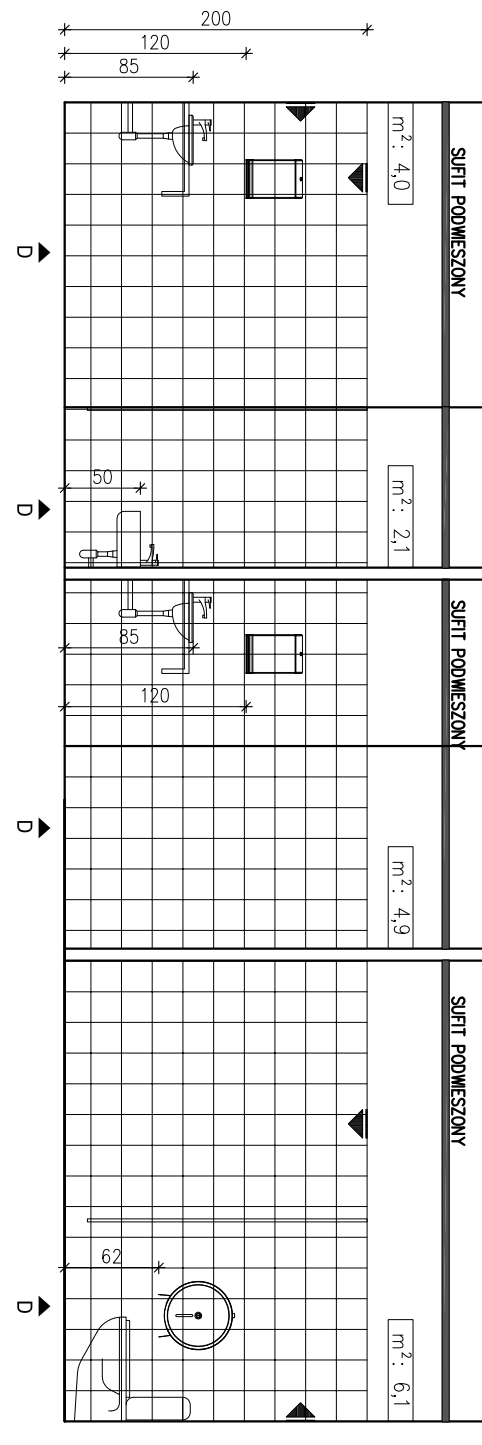 200
120
85
m²: 4,0
SUFIT PODWIESZONY
D
50
m²: 2,1
D
85
120
SUFIT PODWIESZONY
m²: 4,9
D
SUFIT PODWIESZONY
62
m²: 6,1
D